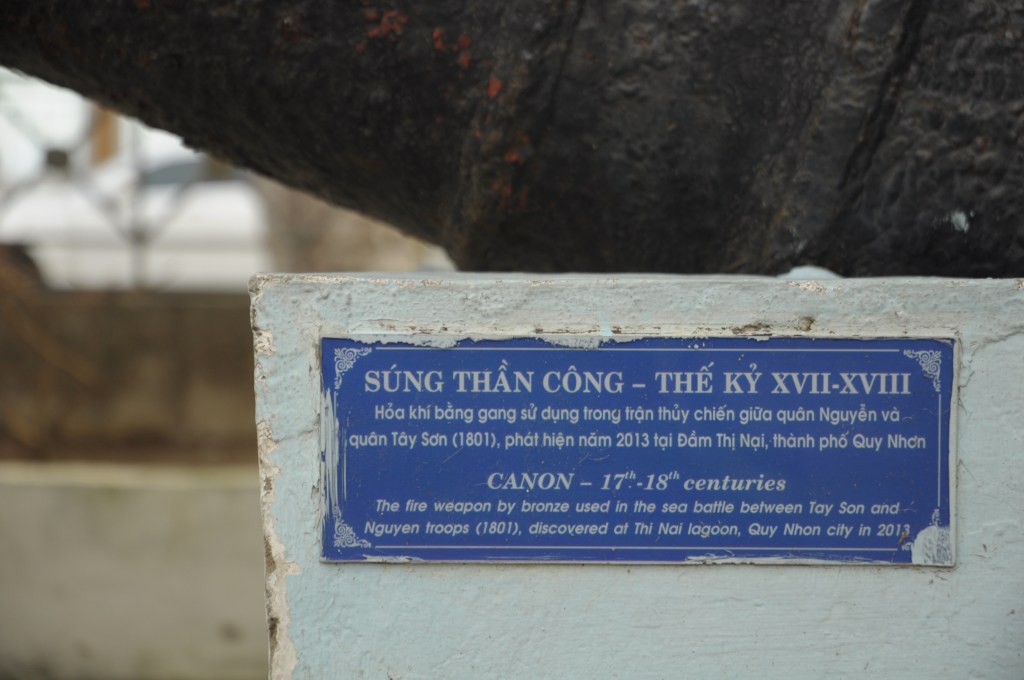 SÚNG THẦN CÔNG – THẾ KỶ XVII-XVIII
Hỏa khí bằng gang sử dụng trong trận thủy chiến giữa quân Nguyễn và
quân Tây Sơn (1801), phát hiện năm 2013 tại Đầm Thị Nại, thành phố Quy Nhơn
CANON – 17th-18th centuries
The fire weapon by bronze used in the sea battle between Tay Son and
Nguyen troops (1801), discovered at Thi Nai lagoon, Quy Nhon city in 2013